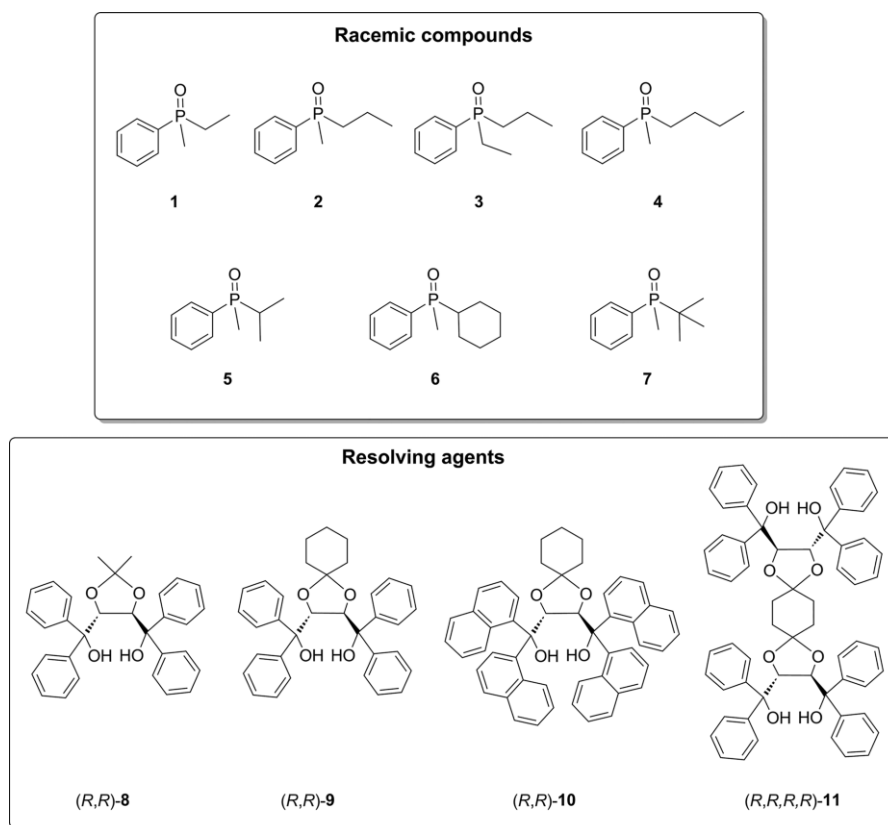 Racemic compounds
O
P
O
P
O
P
O
P
1
2
3
4
O
P
O
P
O
P
5
6
7
Resolving agents
OH HO
O O
O O
O O
O O
O O
OH HO
OH HO
OH HO
OH HO
(R,R)-8
(R,R)-9
(R,R)-10
(R,R,R,R)-11